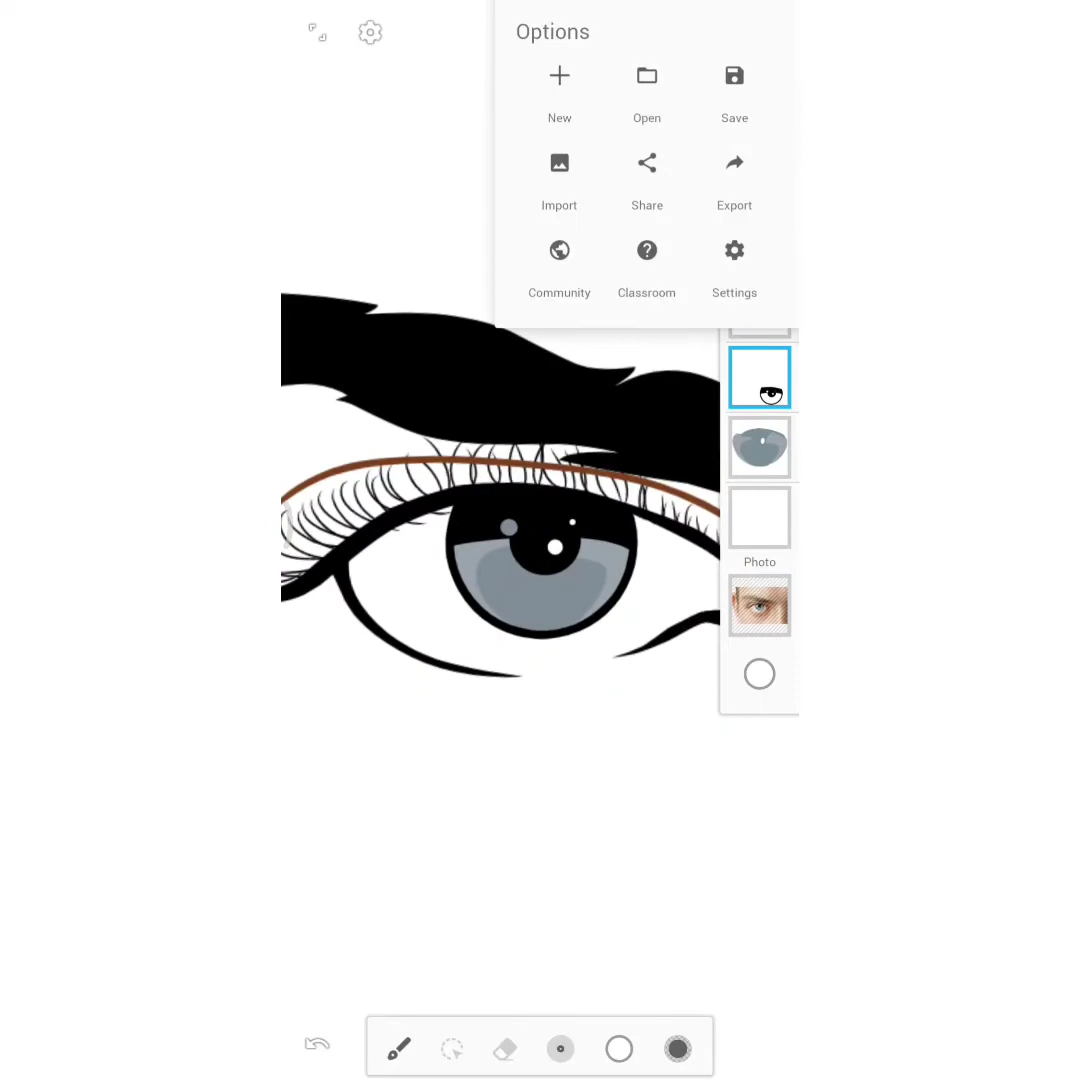 Options
New Open Save
Import Share Export
Community Classroom Settings
Photo